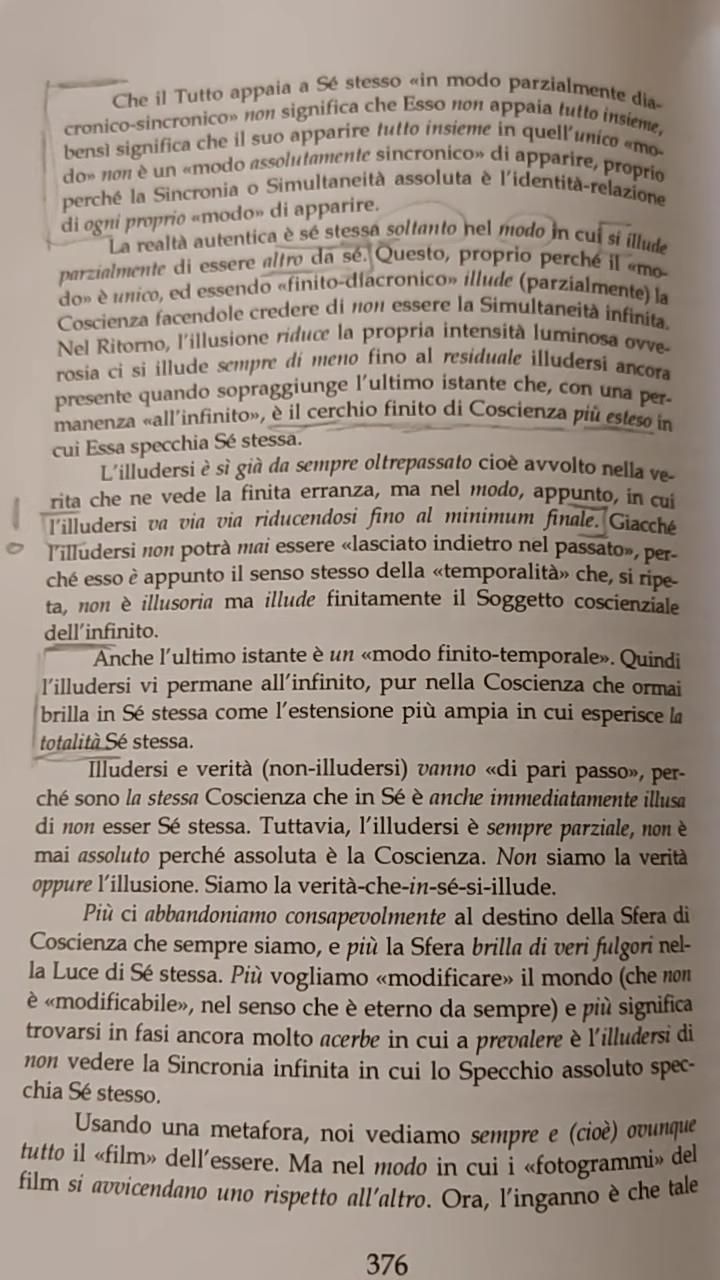 Che il Tutto appaia a Sé stesso «in modo parzialmente dia-
cronico-sincronico» non significa che Esso non appaia tutto insieme,
bensì significa che il suo apparire tutto insieme in quell'unico «mo-
do» non è un «modo assolutamente sincronico» di apparire, proprio
perché la Sincronia o Simultaneità assoluta è l'identità-relazione
di ogni proprio «modo» di apparire.
La realtà autentica è sé stessa soltanto nel modo in cui si illude
parzialmente di essere altro da sé. Questo, proprio perché il «mo-
do» è unico, ed essendo «finito-diacronico» illude (parzialmente) la
Coscienza facendole credere di non essere la Simultaneità infinita.
Nel Ritorno, l'illusione riduce la propria intensità luminosa ovve-
rosia ci si illude sempre di meno fino al residuale illudersi ancora
presente quando sopraggiunge l'ultimo istante che, con una per-
manenza «all'infinito», è il cerchio finito di Coscienza più esteso in
cui Essa specchia Sé stessa.
L'illudersi è sì già da sempre oltrepassato cioè avvolto nella ve-
rita che ne vede la finita erranza, ma nel modo, appunto, in cui
l'illudersi va via via riducendosi fino al minimum finale. Giacché
l'illudersi non potrà mai essere «lasciato indietro nel passato», per-
ché esso è appunto il senso stesso della «temporalità» che, si ripe-
ta, non è illusoria ma illude finitamente il Soggetto coscienziale
dell'infinito.
Anche l'ultimo istante è un «modo finito-temporale». Quindi
l'illudersi vi permane all'infinito, pur nella Coscienza che ormai
brilla in Sé stessa come l'estensione più ampia in cui esperisce la
totalità Sé stessa.
Illudersi e verità (non-illudersi) vanno «di pari passo», per-
ché sono la stessa Coscienza che in Sé è anche immediatamente illusa
di non esser Sé stessa. Tuttavia, l'illudersi è sempre parziale, non è
mai assoluto perché assoluta è la Coscienza. Non siamo la verità
oppure l'illusione. Siamo la verità-che-in-sé-si-illude.
Più ci abbandoniamo consapevolmente al destino della Sfera di
Coscienza che sempre siamo, e più la Sfera brilla di veri fulgori nel-
la Luce di Sé stessa. Più vogliamo «modificare» il mondo (che non
è «modificabile», nel senso che è eterno da sempre) e più significa
trovarsi in fasi ancora molto acerbe in cui a prevalere è l'illudersi di
non vedere la Sincronia infinita in cui lo Specchio assoluto spec-
chia Sé stesso.
Usando una metafora, noi vediamo sempre e (cioè) ovunque
tutto il «film» dell'essere. Ma nel modo in cui i «fotogrammi» del
film si avvicendano uno rispetto all'altro. Ora, l'inganno è che tale
376